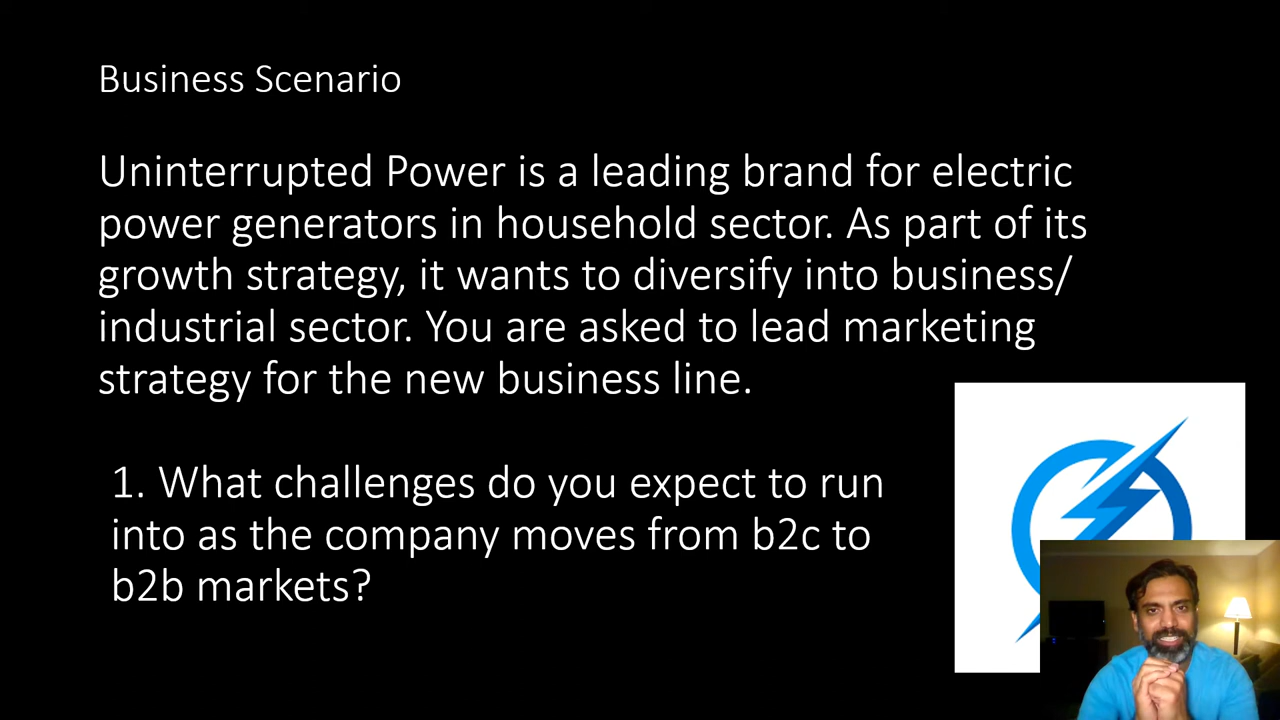 Business Scenario
Uninterrupted Power is a leading brand for electric
power generators in household sector. As part of its
growth strategy, it wants to diversify into business/
industrial sector. You are asked to lead marketing
strategy for the new business line.
1. What challenges do you expect to run
into as the company moves from b2c to
b2b markets?